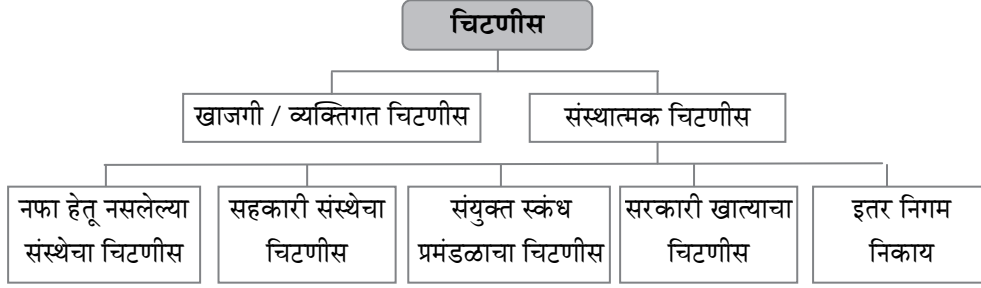 चिटणीस
खाजगी / व्यक्तिगत चिटणीस
संस्थात्मक चिटणीस
नफा हेतू नसलेल्या
संस्थेचा चिटणीस
सहकारी संस्थेचा
चिटणीस
संयुक्त स्कंध
प्रमंडळाचा चिटणीस
सरकारी खात्याचा
चिटणीस
इतर निगम
निकाय